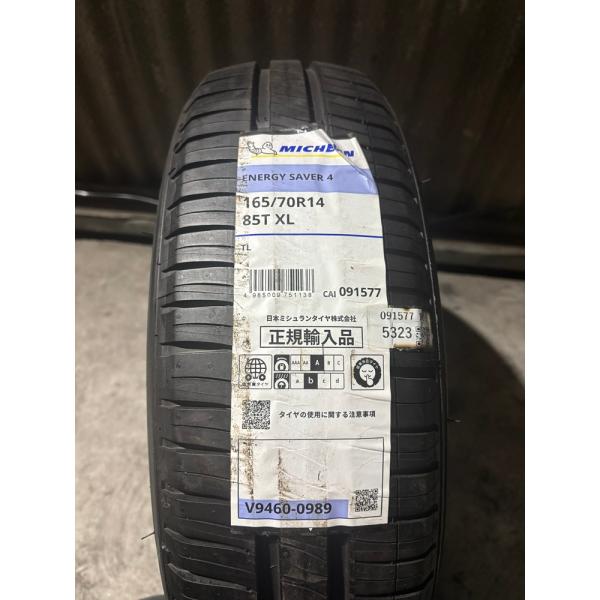 MICHELIN
ENERGY SAVER 4
165/70R14
85T XL
TL
4 985009 751138
CAI 091577
日本ミシュランタイヤ株式会社
正規輸入品
091577
5323
AAA AA A B C
a b c d
タイヤの使用に関する注意事項
V9460-0989